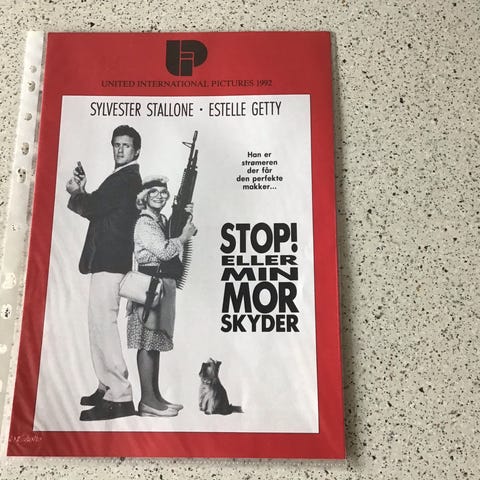 UIP
UNITED INTERNATIONAL PICTURES 1992
SYLVESTER STALLONE · ESTELLE GETTY
Han er
strømeren
der får
den perfekte
makker...
STOP!
ELLER
MIN
MOR
SKYDER